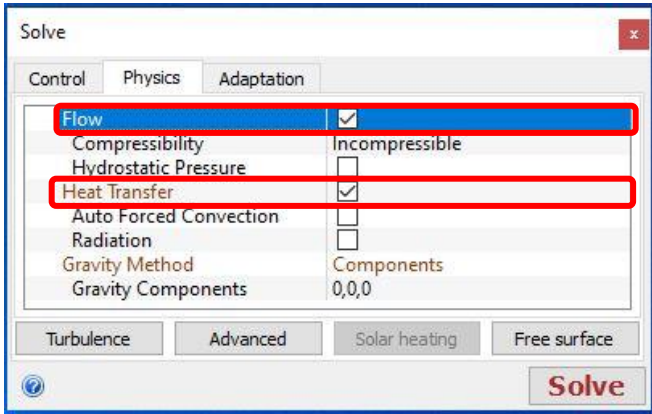 Solve
x
Control Physics Adaptation
Flow
Compressibility Incompressible
Hydrostatic Pressure
Heat Transfer
Auto Forced Convection
Radiation
Gravity Method Components
Gravity Components 0,0,0
Turbulence Advanced Solar heating Free surface
? Solve